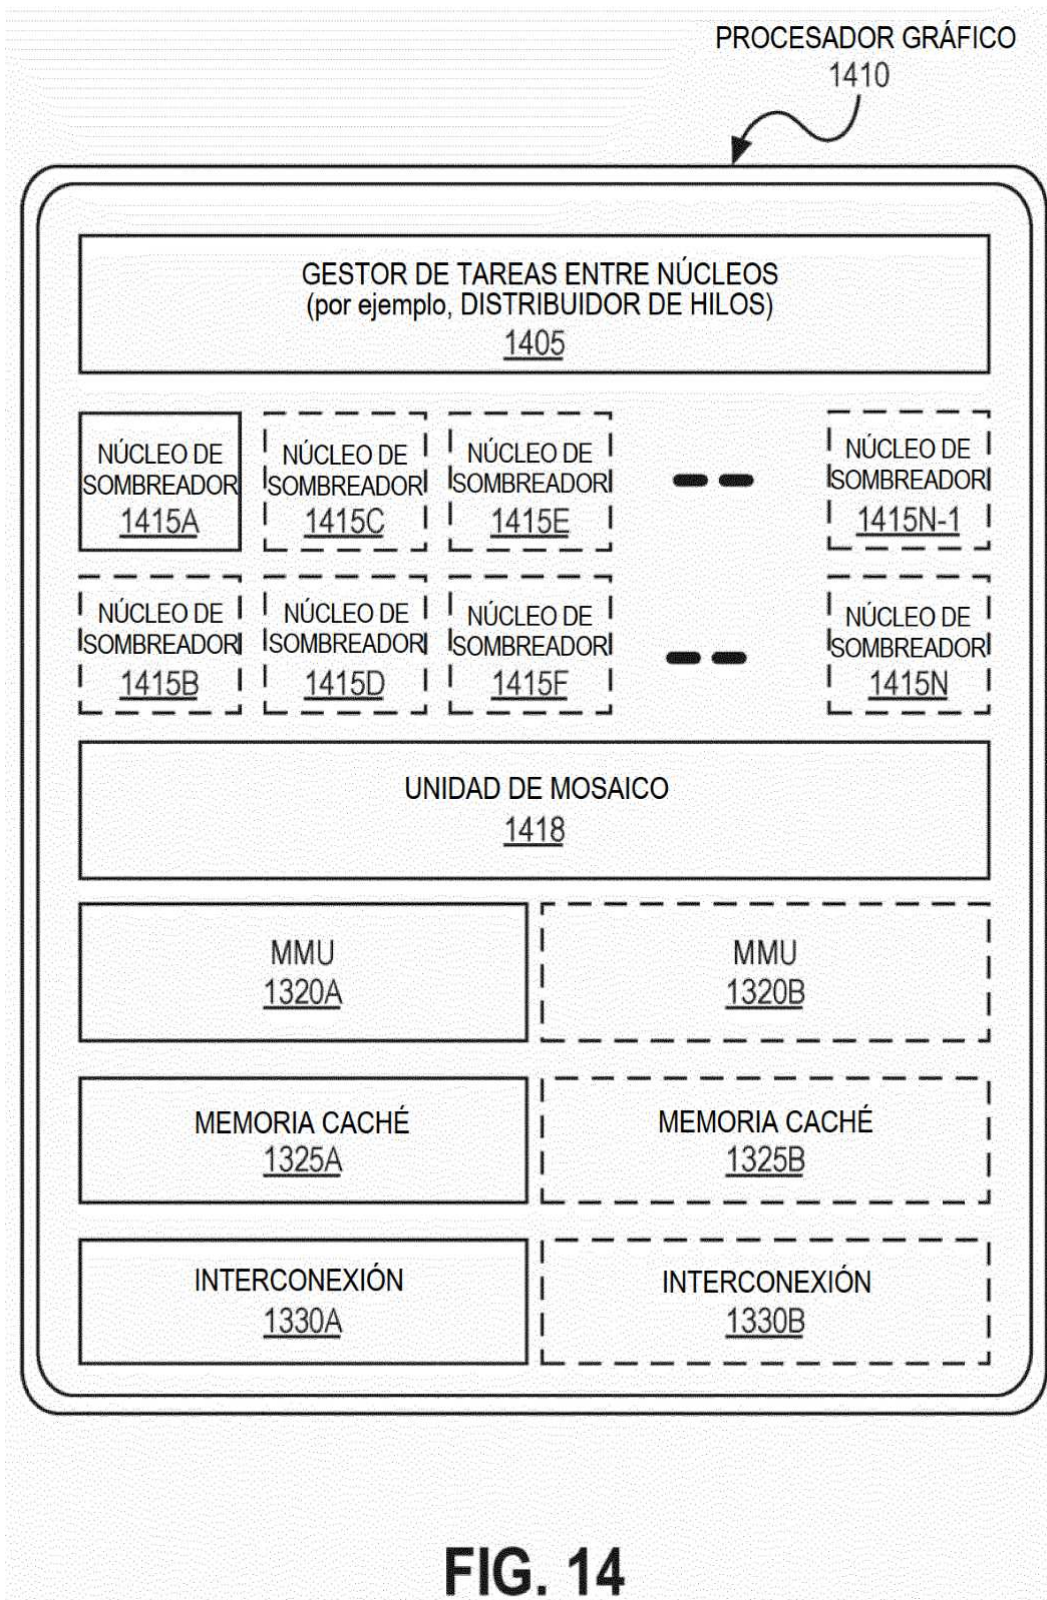 PROCESADOR GRÁFICO
1410
GESTOR DE TAREAS ENTRE NÚCLEOS
(por ejemplo, DISTRIBUIDOR DE HILOS)
1405
NÚCLEO DE
SOMBREADOR
1415A
NÚCLEO DE
SOMBREADOR
1415C
NÚCLEO DE
SOMBREADOR
1415E
NÚCLEO DE
SOMBREADOR
1415N-1
NÚCLEO DE
SOMBREADOR
1415B
NÚCLEO DE
SOMBREADOR
1415D
NÚCLEO DE
SOMBREADOR
1415F
NÚCLEO DE
SOMBREADOR
1415N
UNIDAD DE MOSAICO
1418
MMU
1320A
MMU
1320B
MEMORIA CACHÉ
1325A
MEMORIA CACHÉ
1325B
INTERCONEXIÓN
1330A
INTERCONEXIÓN
1330B
FIG. 14